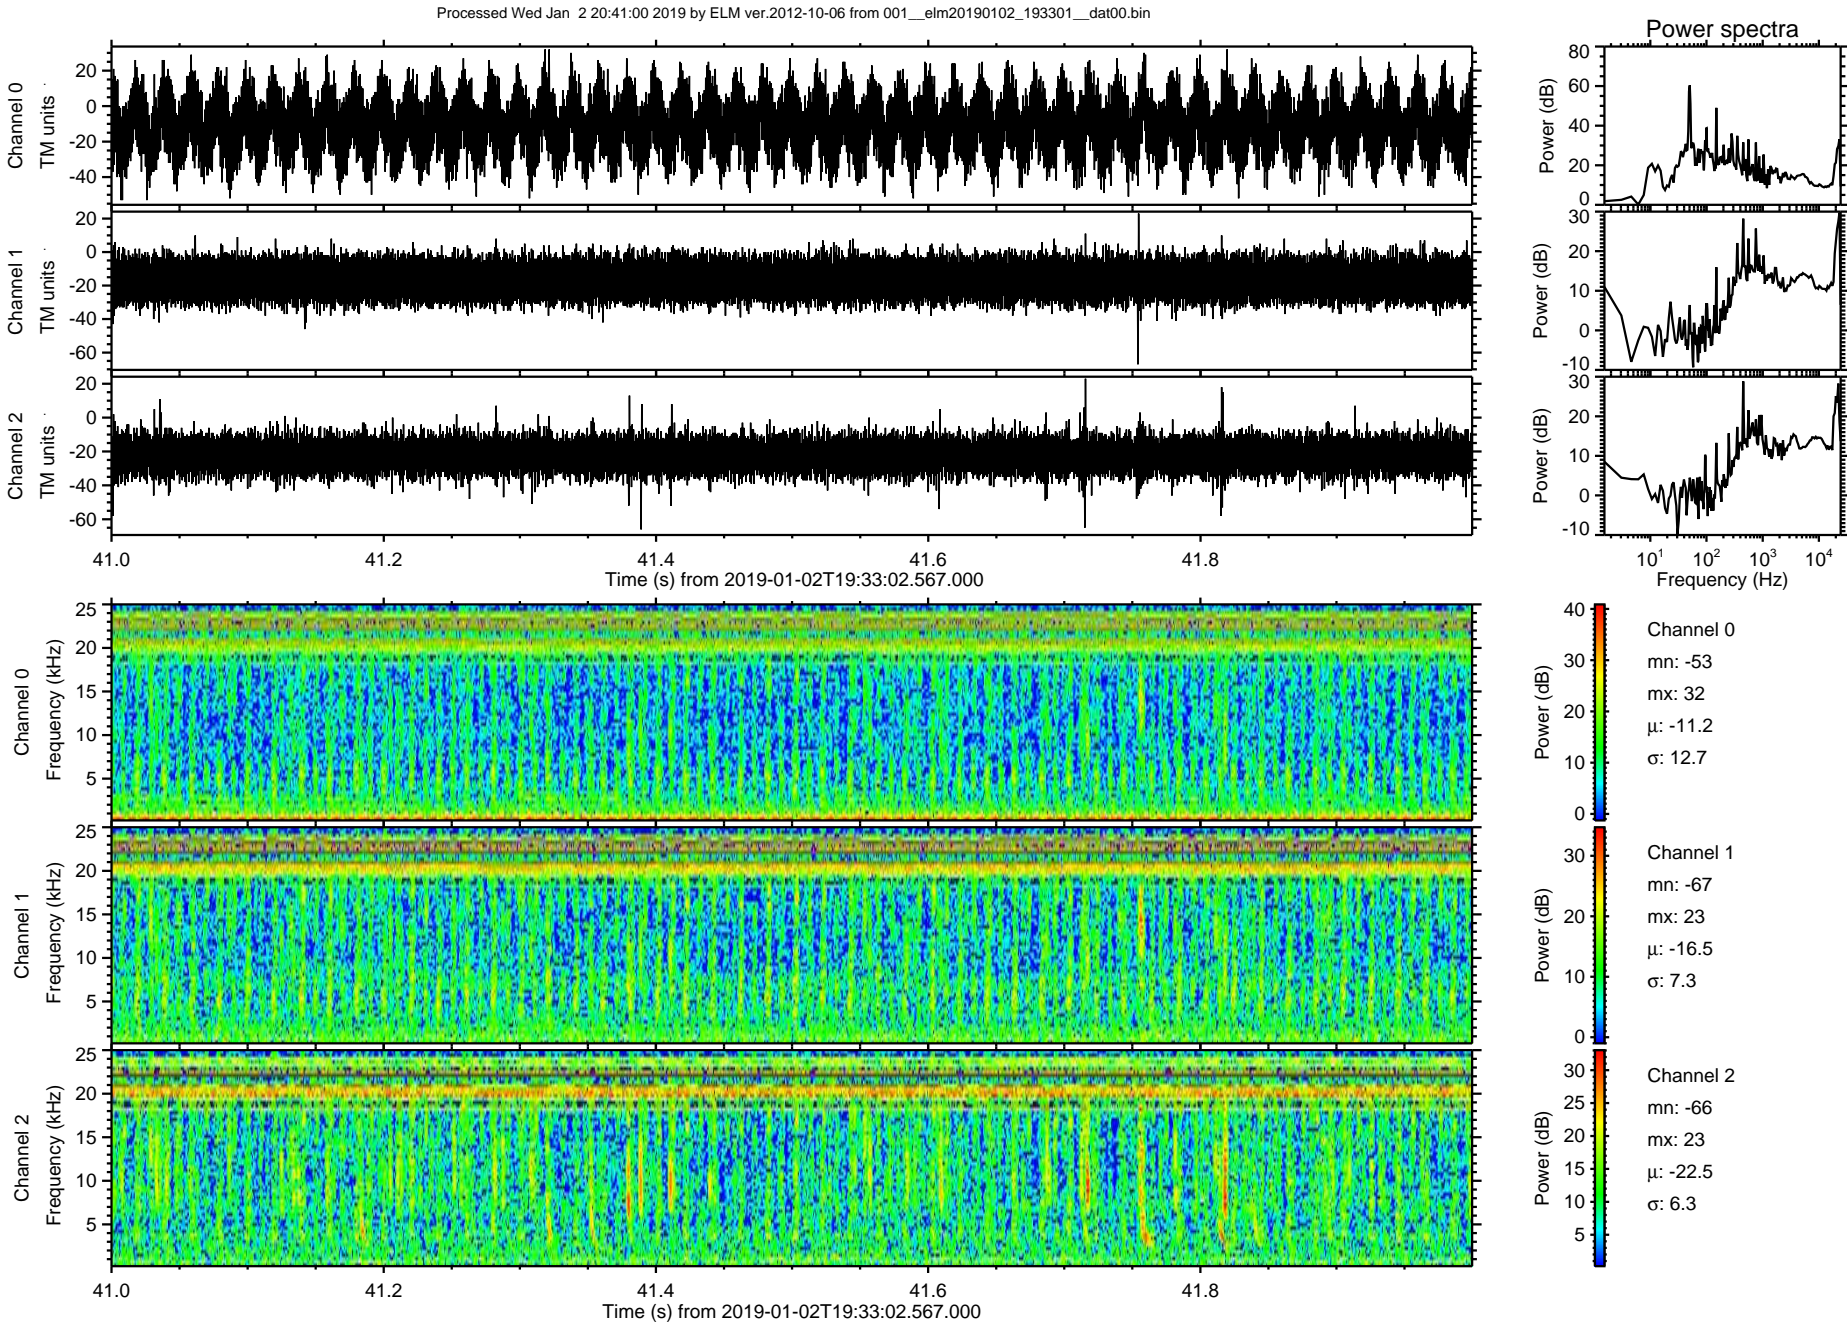 Processed Wed Jan  2 20:41:00 2019 by ELM ver.2012-10-06 from 001__elm20190102_193301__dat00.bin
Power spectra
Channel 0
TM units
20
0
-20
-40
Power (dB)
80
60
40
20
0
Channel 1
TM units
20
0
-20
-40
-60
Power (dB)
30
20
10
0
-10
Channel 2
TM units
20
0
-20
-40
-60
Power (dB)
30
20
10
0
-10
41.0 41.2 41.4 41.6 41.8
Time (s) from 2019-01-02T19:33:02.567.000
10^1 10^2 10^3 10^4
Frequency (Hz)
Channel 0
Frequency (kHz)
25
20
15
10
5
Power (dB)
40
30
20
10
0
Channel 0
mn: -53
mx: 32
μ: -11.2
σ: 12.7
Channel 1
Frequency (kHz)
25
20
15
10
5
Power (dB)
30
20
10
0
Channel 1
mn: -67
mx: 23
μ: -16.5
σ: 7.3
Channel 2
Frequency (kHz)
25
20
15
10
5
Power (dB)
30
25
20
15
10
5
Channel 2
mn: -66
mx: 23
μ: -22.5
σ: 6.3
41.0 41.2 41.4 41.6 41.8
Time (s) from 2019-01-02T19:33:02.567.000